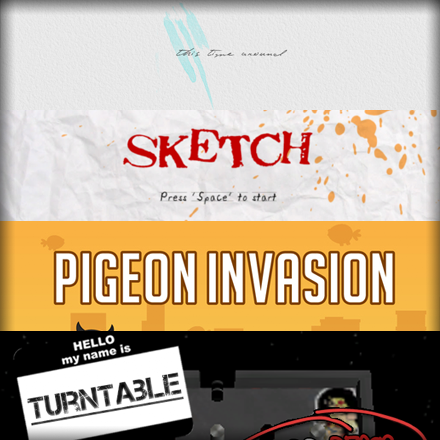 this time around
SKETCH
Press 'Space' to start
PIGEON INVASION
HELLO
my name is
TURNTABLE